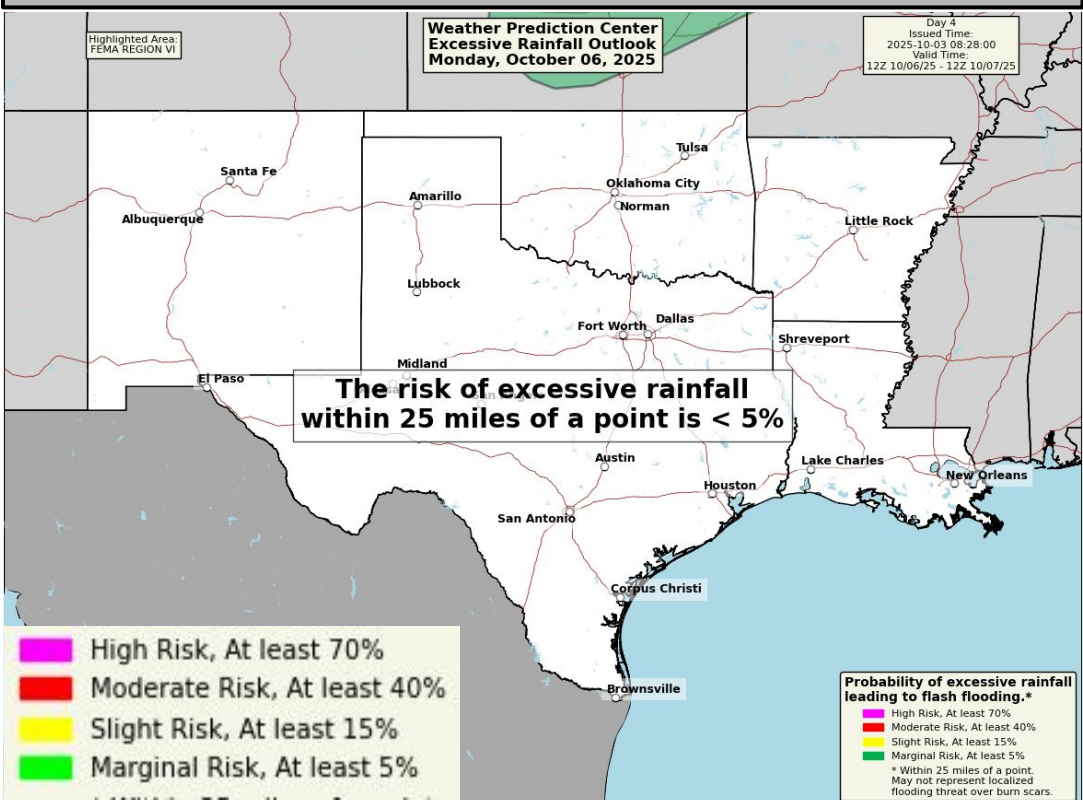 Highlighted Area:
FEMA REGION VI
Weather Prediction Center
Excessive Rainfall Outlook
Monday, October 06, 2025
Day 4
Issued Time:
2025-10-03 08:28:00
Valid Time:
12Z 10/06/25 - 12Z 10/07/25
Tulsa
Santa Fe
Oklahoma City
Amarillo
Norman
Albuquerque
Little Rock
Lubbock
Dallas
Fort Worth
Shreveport
Midland
El Paso
The risk of excessive rainfall
within 25 miles of a point is < 5%
Austin
Lake Charles
New Orleans
Houston
San Antonio
Corpus Christi
Brownsville
High Risk, At least 70%
Moderate Risk, At least 40%
Slight Risk, At least 15%
Marginal Risk, At least 5%
Probability of excessive rainfall
leading to flash flooding.*
High Risk, At least 70%
Moderate Risk, At least 40%
Slight Risk, At least 15%
Marginal Risk, At least 5%
* Within 25 miles of a point.
May not represent localized
flooding threat over burn scars.